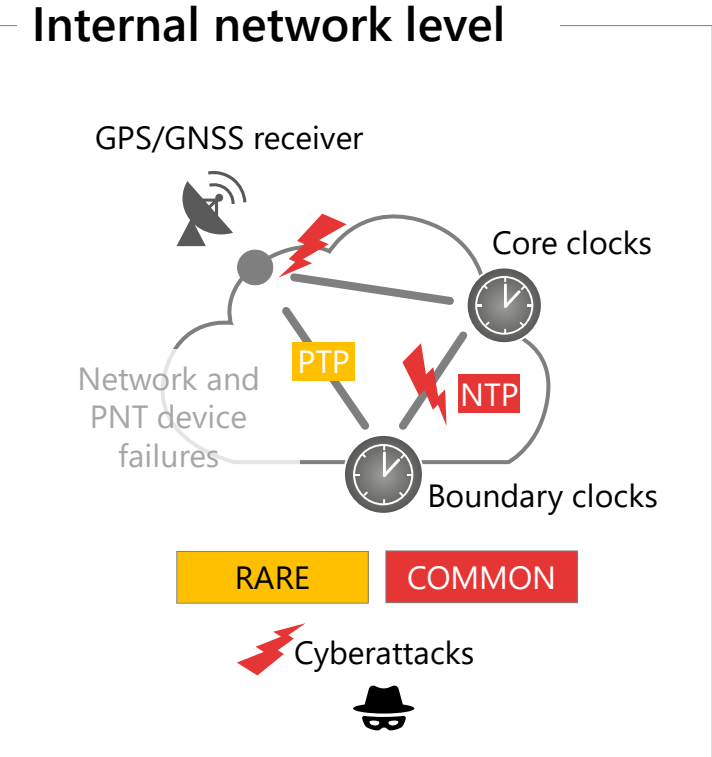 Internal network level
GPS/GNSS receiver
Core clocks
PTP
Network and
PNT device
failures
NTP
Boundary clocks
RARE
COMMON
Cyberattacks